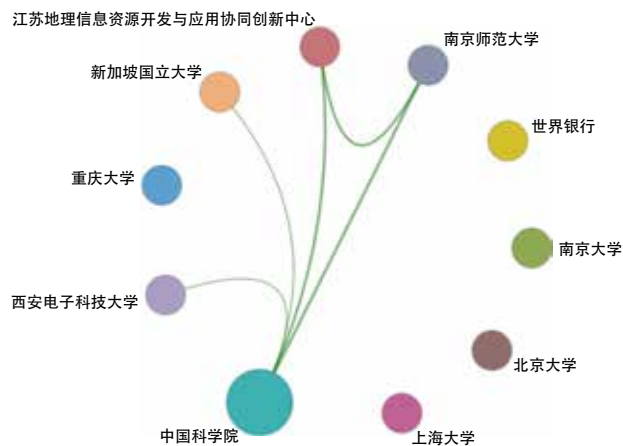 江苏地理信息资源开发与应用协同创新中心
南京师范大学
新加坡国立大学
世界银行
重庆大学
南京大学
西安电子科技大学
北京大学
中国科学院
上海大学